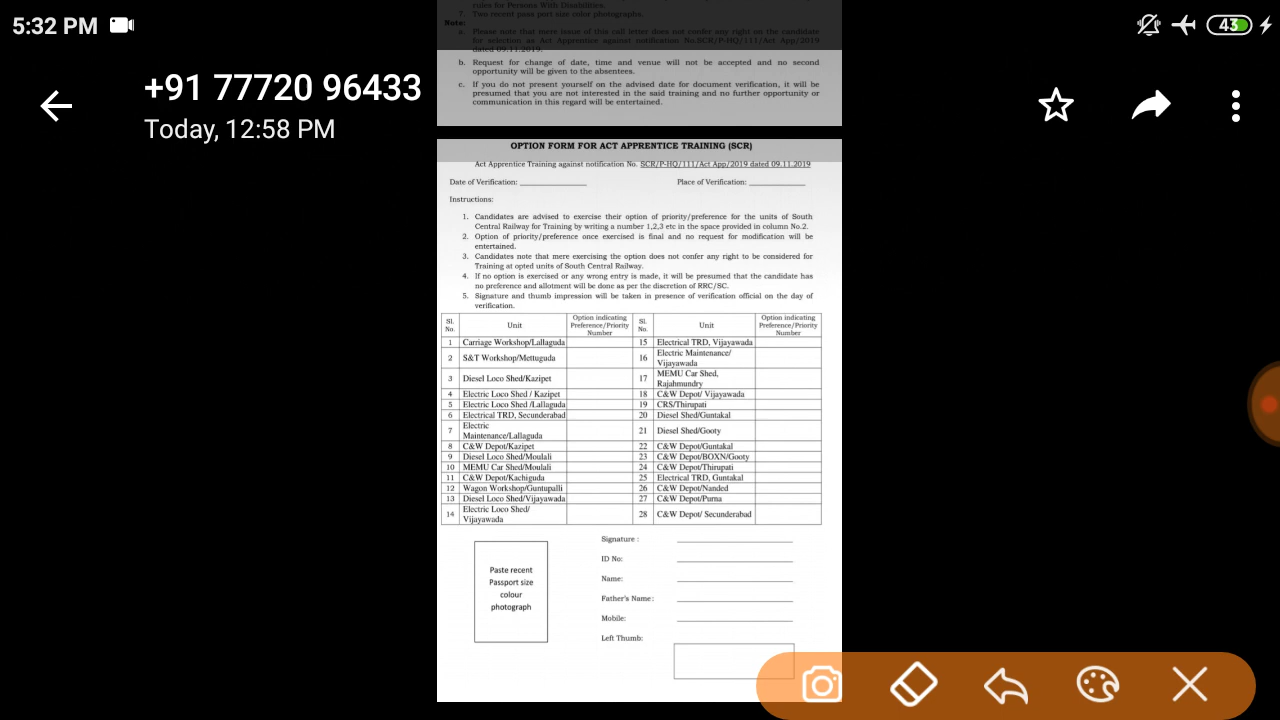 5:32 PM
43
+91 77720 96433
Today, 12:58 PM
rules for Persons With Disabilities.
7. Two recent pass port size color photographs.
Note:
a. Please note that mere issue of this call letter does not confer any right on the candidate
for selection as Act Apprentice against notification No.SCR/P-HQ/111/Act App/2019
dated 09.11.2019.
b. Request for change of date, time and venue will not be accepted and no second
opportunity will be given to the absentees.
c. If you do not present yourself on the advised date for document verification, it will be
presumed that you are not interested in the said training and no further opportunity or
communication in this regard will be entertained.
OPTION FORM FOR ACT APPRENTICE TRAINING (SCR)
Act Apprentice Training against notification No. SCR/P-HQ/111/Act App/2019 dated 09.11.2019
Date of Verification: ____________ Place of Verification: __________
Instructions:
1. Candidates are advised to exercise their option of priority/preference for the units of South
Central Railway for Training by writing a number 1,2,3 etc in the space provided in column No.2.
2. Option of priority/preference once exercised is final and no request for modification will be
entertained.
3. Candidates note that mere exercising the option does not confer any right to be considered for
Training at opted units of South Central Railway.
4. If no option is exercised or any wrong entry is made, it will be presumed that the candidate has
no preference and allotment will be done as per the discretion of RRC/SC.
5. Signature and thumb impression will be taken in presence of verification official on the day of
verification.
Sl. No. Unit Option indicating Preference/Priority Number Sl. No. Unit Option indicating Preference/Priority Number
1 Carriage Workshop/Lallaguda 15 Electrical TRD, Vijayawada
2 S&T Workshop/Mettuguda 16 Electric Maintenance/ Vijayawada
3 Diesel Loco Shed/Kazipet 17 MEMU Car Shed, Rajahmundry
4 Electric Loco Shed / Kazipet 18 C&W Depot/ Vijayawada
5 Electric Loco Shed /Lallaguda 19 CRS/Thirupati
6 Electrical TRD, Secunderabad 20 Diesel Shed/Guntakal
7 Electric Maintenance/Lallaguda 21 Diesel Shed/Gooty
8 C&W Depot/Kazipet 22 C&W Depot/Guntakal
9 Diesel Loco Shed/Moulali 23 C&W Depot/BOXN/Gooty
10 MEMU Car Shed/Moulali 24 C&W Depot/Thirupati
11 C&W Depot/Kachiguda 25 Electrical TRD, Guntakal
12 Wagon Workshop/Guntupalli 26 C&W Depot/Nanded
13 Diesel Loco Shed/Vijayawada 27 C&W Depot/Purna
14 Electric Loco Shed/ Vijayawada 28 C&W Depot/ Secunderabad
Signature :
ID No:
Name:
Father's Name:
Mobile:
Left Thumb:
Paste recent
Passport size
colour
photograph